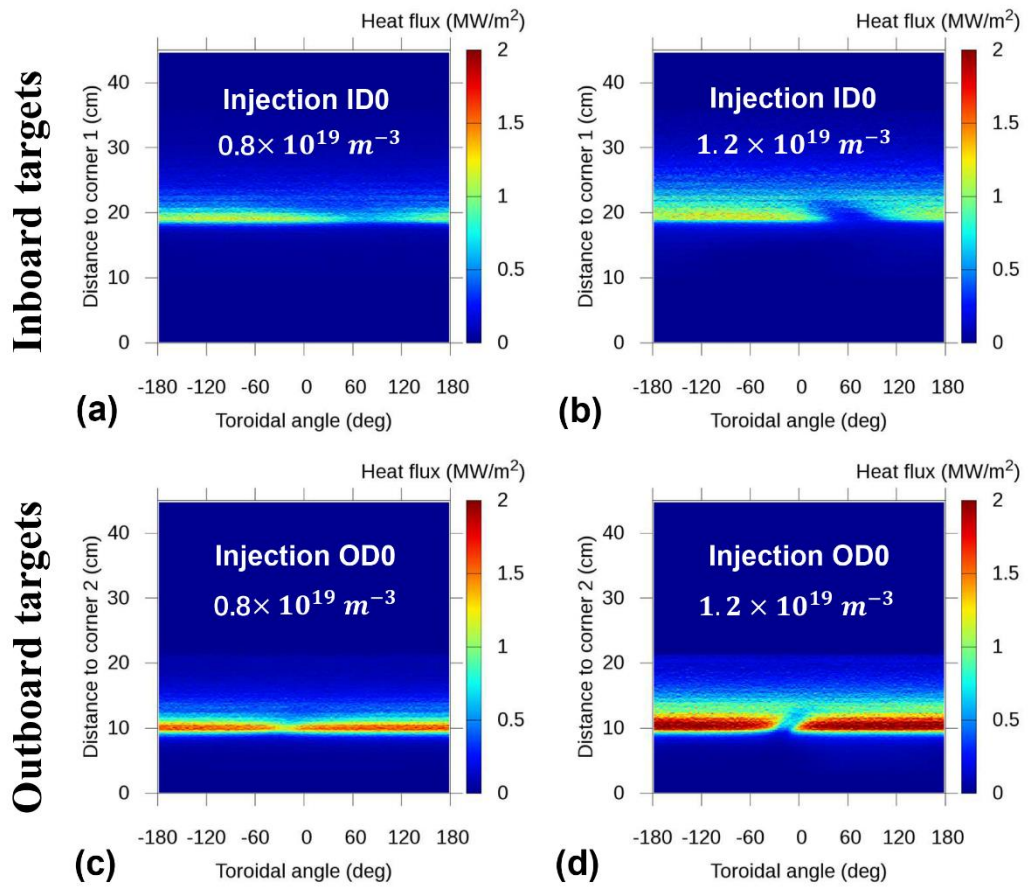 Inboard targets
Heat flux (MW/m²)
Distance to corner 1 (cm)
40
30
20
10
0
Injection ID0
0.8× 10¹⁹ m⁻³
2
1.5
1
0.5
0
-180 -120 -60 0 60 120 180
(a)
Toroidal angle (deg)
Heat flux (MW/m²)
Distance to corner 1 (cm)
40
30
20
10
0
Injection ID0
1.2 × 10¹⁹ m⁻³
2
1.5
1
0.5
0
-180 -120 -60 0 60 120 180
(b)
Toroidal angle (deg)
Outboard targets
Heat flux (MW/m²)
Distance to corner 2 (cm)
40
30
20
10
0
Injection OD0
0.8× 10¹⁹ m⁻³
2
1.5
1
0.5
0
-180 -120 -60 0 60 120 180
(c)
Toroidal angle (deg)
Heat flux (MW/m²)
Distance to corner 2 (cm)
40
30
20
10
0
Injection OD0
1.2 × 10¹⁹ m⁻³
2
1.5
1
0.5
0
-180 -120 -60 0 60 120 180
(d)
Toroidal angle (deg)